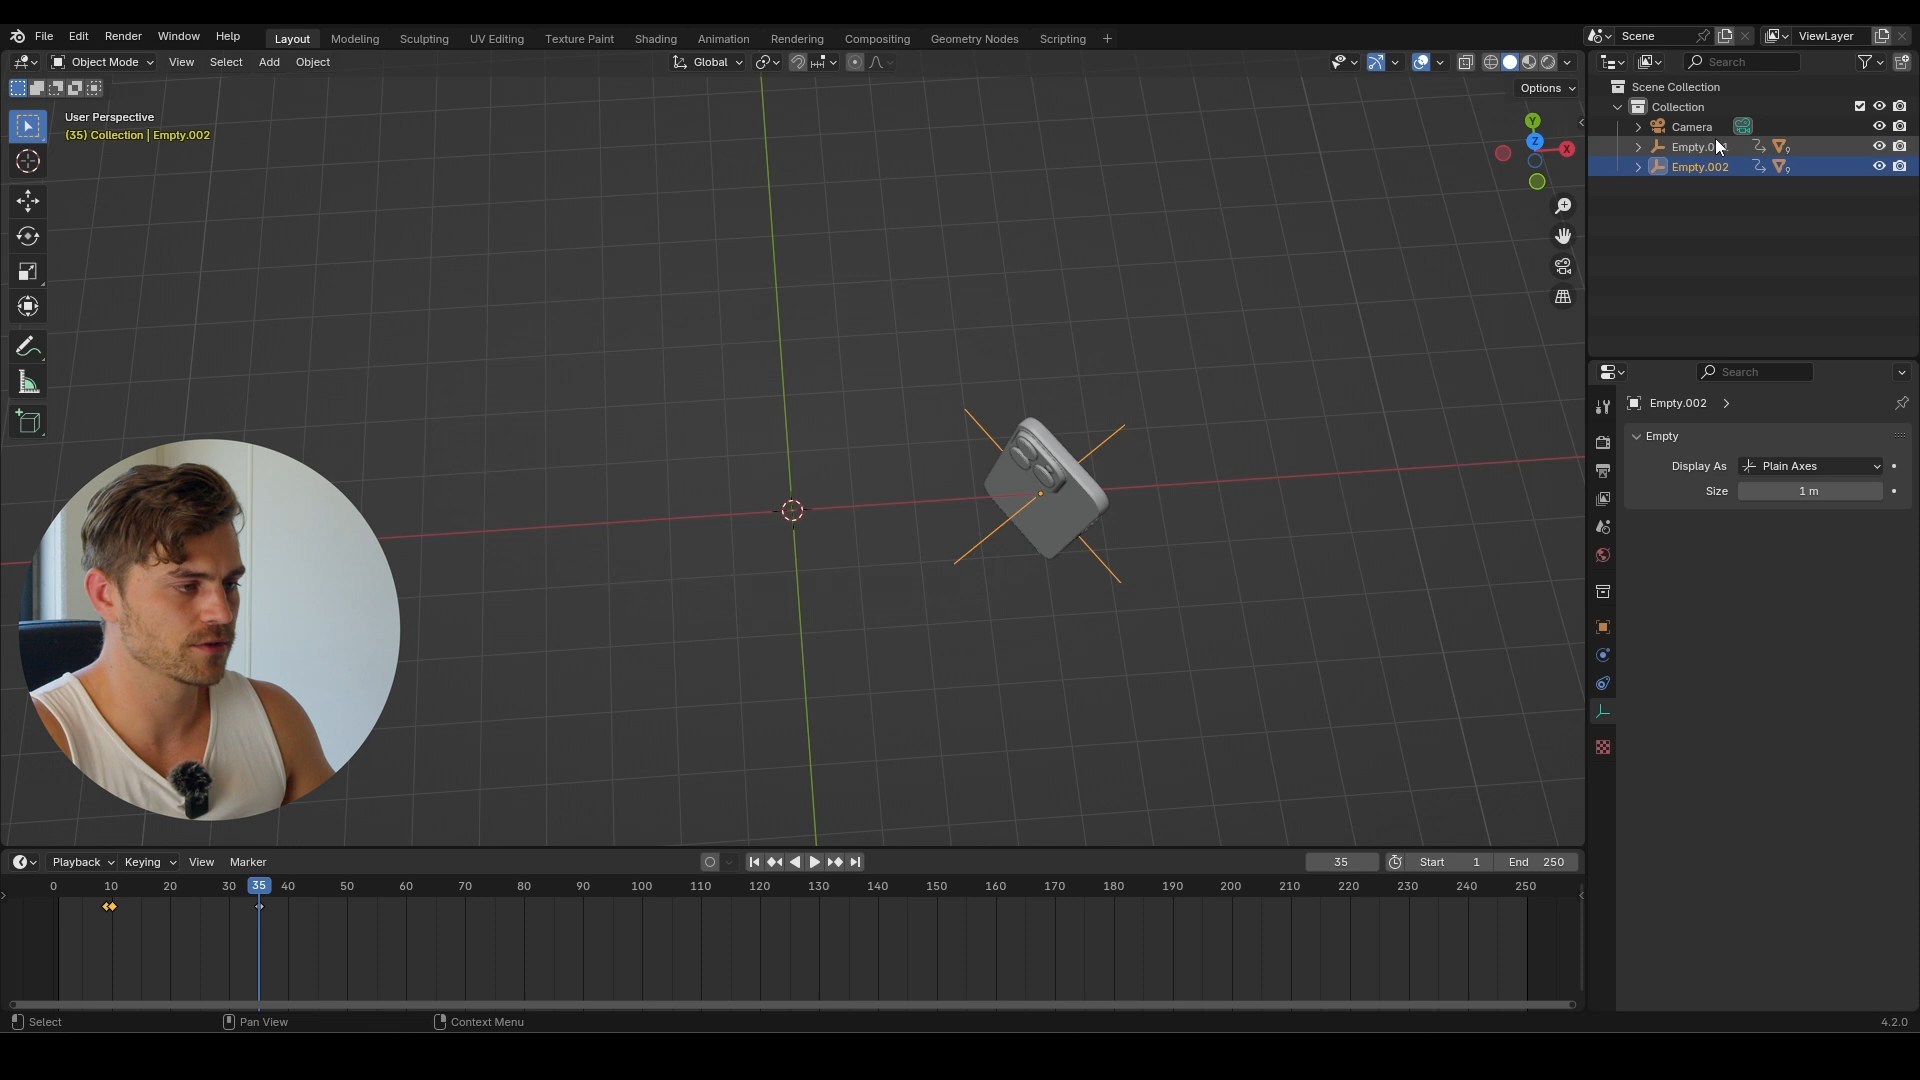 File Edit Render Window Help Layout Modeling Sculpting UV Editing Texture Paint Shading Animation Rendering Compositing Geometry Nodes Scripting + Scene ViewLayer
Object Mode View Select Add Object Global Search
Options
Scene Collection
Collection
Camera
Empty.0
Empty.002
User Perspective
(35) Collection | Empty.002
Y
Z
X
Search
Empty.002
Empty
Display As Plain Axes
Size 1 m
Playback Keying View Marker 35 Start 1 End 250
0 10 20 30 35 40 50 60 70 80 90 100 110 120 130 140 150 160 170 180 190 200 210 220 230 240 250
Select Pan View Context Menu 4.2.0